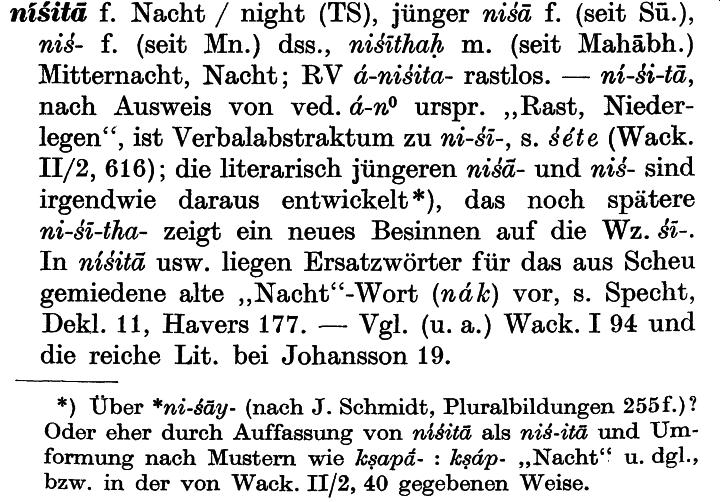 níśitā f. Nacht / night (TS), jünger niśā f. (seit Sū.),
niś- f. (seit Mn.) dss., niśīthaḥ m. (seit Mahābh.)
Mitternacht, Nacht; RV á-niśita- rastlos. — ní-śi-tā,
nach Ausweis von ved. á-n⁰ urspr. „Rast, Nieder-
legen“, ist Verbalabstraktum zu ni-śī-, s. śéte (Wack.
II/2, 616); die literarisch jüngeren niśā- und niś- sind
irgendwie daraus entwickelt*), das noch spätere
ni-śī-tha- zeigt ein neues Besinnen auf die Wz. śī-.
In níśitā usw. liegen Ersatzwörter für das aus Scheu
gemiedene alte „Nacht“-Wort (nák) vor, s. Specht,
Dekl. 11, Havers 177. — Vgl. (u. a.) Wack. I 94 und
die reiche Lit. bei Johansson 19.
*) Über *ni-śāy- (nach J. Schmidt, Pluralbildungen 255f.)?
Oder eher durch Auffassung von níśitā als niś-itā und Um-
formung nach Mustern wie kṣapā́- : kṣáp- „Nacht“ u. dgl.,
bzw. in der von Wack. II/2, 40 gegebenen Weise.